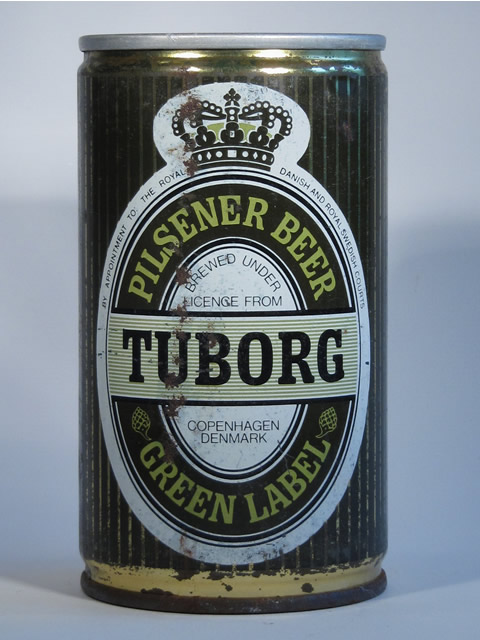 BY APPOINTMENT TO: THE ROYAL DANISH AND ROYAL SWEDISH COURTS
PILSENER BEER
BREWED UNDER
LICENCE FROM
TUBORG
COPENHAGEN
DENMARK
GREEN LABEL